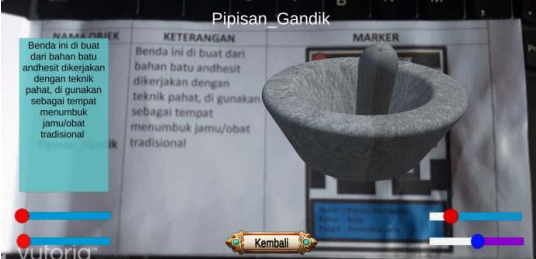 Pipisan_Gandik
NAMA OBJEK KETERANGAN MARKER
Benda ini di buat
dari bahan batu
andhesit dikerjakan
dengan teknik
pahat, di gunakan
sebagai tempat
menumbuk
jamu/obat
tradisional
Benda ini di buat dari
bahan batu andhesit
dikerjakan dengan
teknik pahat, di gunakan
sebagai tempat
menumbuk jamu/obat
tradisional
Kembali
vuforia